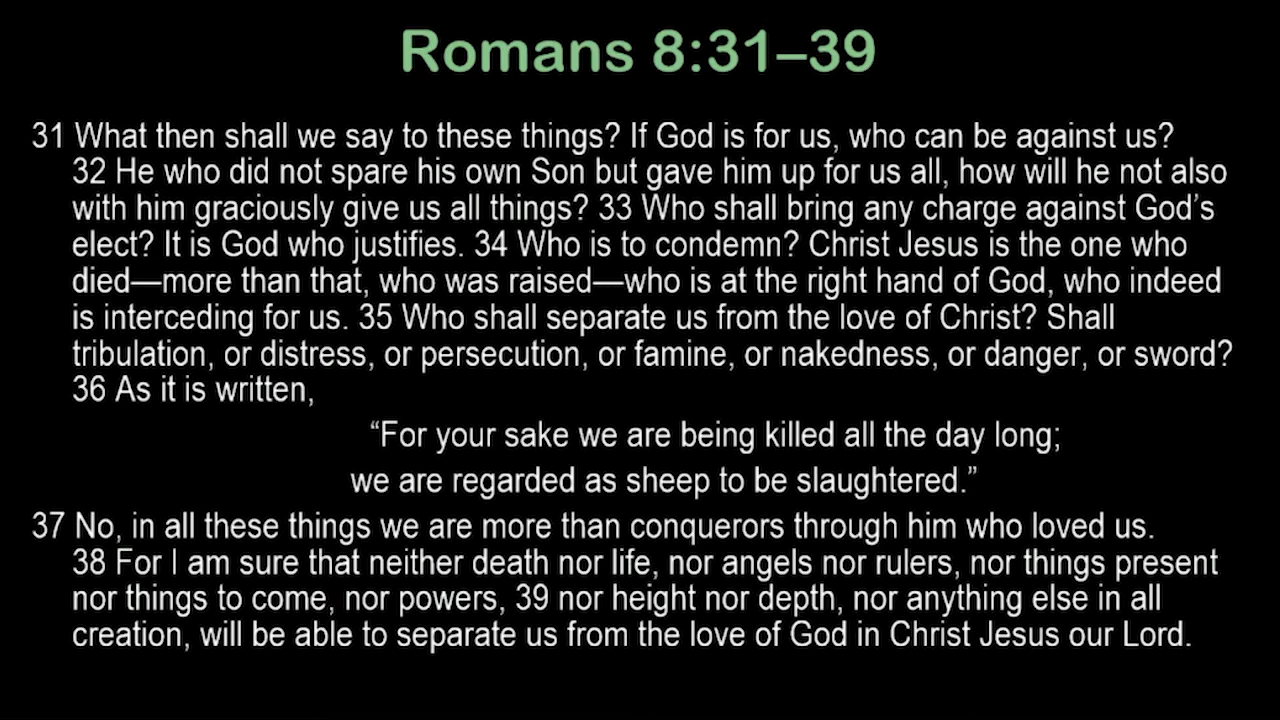 Romans 8:31–39
31 What then shall we say to these things? If God is for us, who can be against us?
32 He who did not spare his own Son but gave him up for us all, how will he not also
with him graciously give us all things? 33 Who shall bring any charge against God’s
elect? It is God who justifies. 34 Who is to condemn? Christ Jesus is the one who
died—more than that, who was raised—who is at the right hand of God, who indeed
is interceding for us. 35 Who shall separate us from the love of Christ? Shall
tribulation, or distress, or persecution, or famine, or nakedness, or danger, or sword?
36 As it is written,
“For your sake we are being killed all the day long;
we are regarded as sheep to be slaughtered.”
37 No, in all these things we are more than conquerors through him who loved us.
38 For I am sure that neither death nor life, nor angels nor rulers, nor things present
nor things to come, nor powers, 39 nor height nor depth, nor anything else in all
creation, will be able to separate us from the love of God in Christ Jesus our Lord.